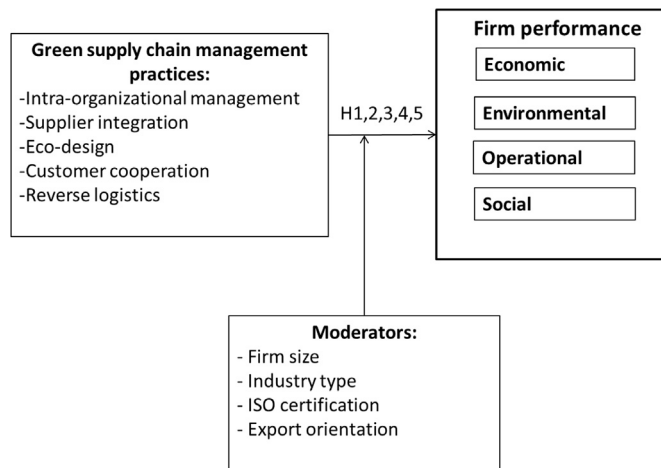 Green supply chain management
practices:
-Intra-organizational management
-Supplier integration
-Eco-design
-Customer cooperation
-Reverse logistics
H1,2,3,4,5
Firm performance
Economic
Environmental
Operational
Social
Moderators:
- Firm size
- Industry type
- ISO certification
- Export orientation